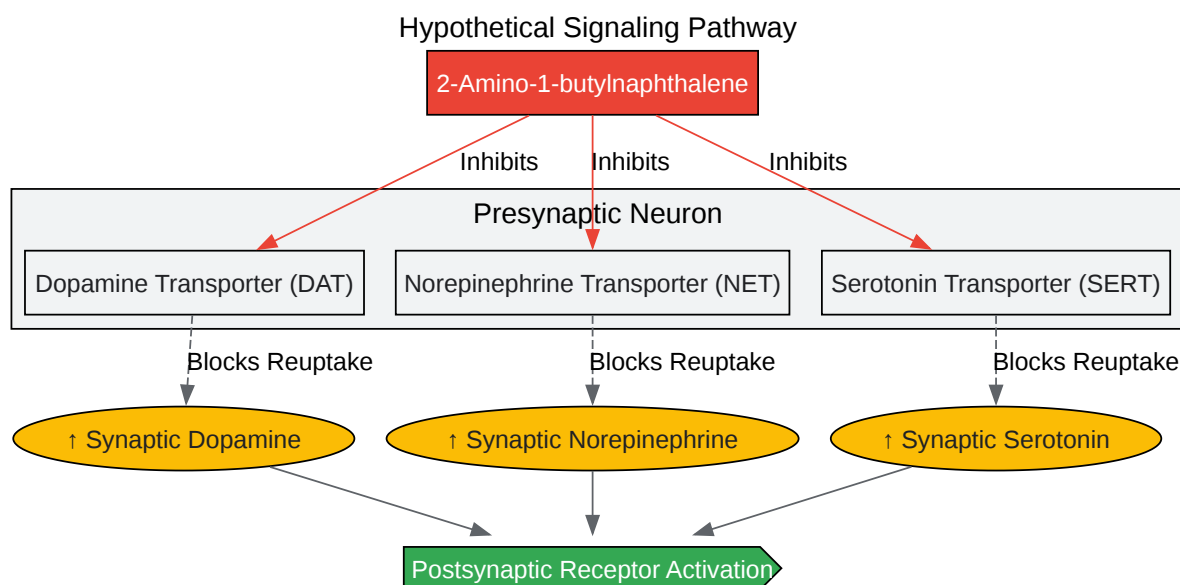 Hypothetical Signaling Pathway
2-Amino-1-butylnaphthalene
Inhibits
Inhibits
Inhibits
Presynaptic Neuron
Dopamine Transporter (DAT)
Norepinephrine Transporter (NET)
Serotonin Transporter (SERT)
Blocks Reuptake
Blocks Reuptake
Blocks Reuptake
↑ Synaptic Dopamine
↑ Synaptic Norepinephrine
↑ Synaptic Serotonin
Postsynaptic Receptor Activation